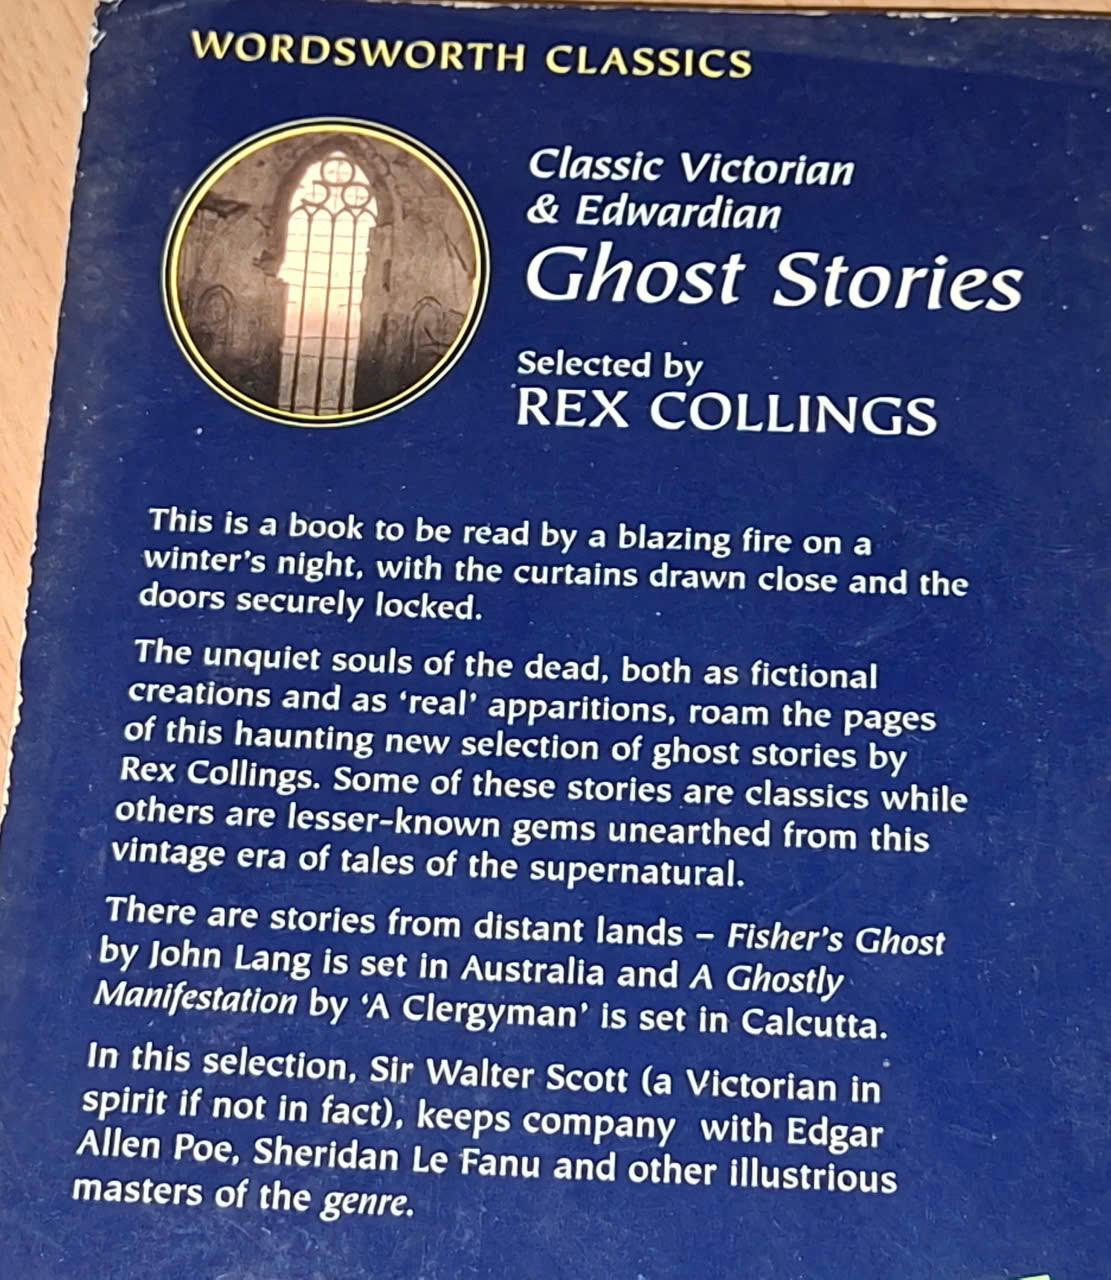 WORDSWORTH CLASSICS
Classic Victorian
& Edwardian
Ghost Stories
Selected by
REX COLLINGS
This is a book to be read by a blazing fire on a
winter's night, with the curtains drawn close and the
doors securely locked.
The unquiet souls of the dead, both as fictional
creations and as ‘real’ apparitions, roam the pages
of this haunting new selection of ghost stories by
Rex Collings. Some of these stories are classics while
others are lesser-known gems unearthed from this
vintage era of tales of the supernatural.
There are stories from distant lands – Fisher's Ghost
by John Lang is set in Australia and A Ghostly
Manifestation by ‘A Clergyman’ is set in Calcutta.
In this selection, Sir Walter Scott (a Victorian in
spirit if not in fact), keeps company with Edgar
Allen Poe, Sheridan Le Fanu and other illustrious
masters of the genre.